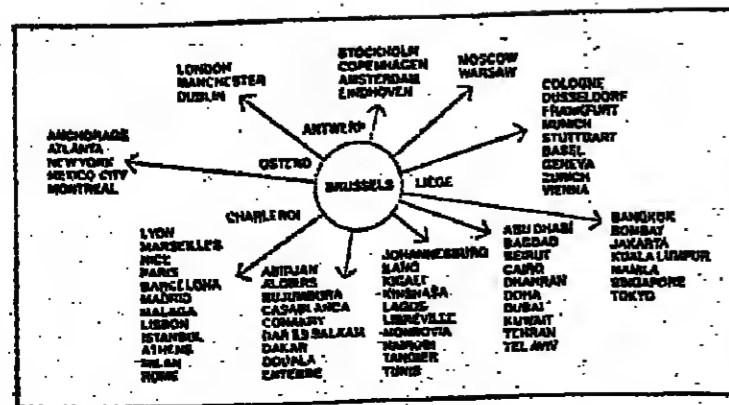 STOCKHOLM
COPENHAGEN
AMSTERDAM
EINDHOVEN
MOSCOW
WARSAW
LONDON
MANCHESTER
DUBLIN
COLOGNE
DUSSELDORF
FRANKFURT
MUNICH
STUTTGART
BASEL
GENEVA
ZURICH
VIENNA
ANTWERP
ANCHORAGE
ATLANTA
NEW YORK
MEXICO CITY
MONTREAL
OSTEND
BRUSSELS
LIÈGE
CHARLEROI
LYON
MARSEILLES
NICE
PARIS
BARCELONA
MADRID
MALAGA
LISBON
ISTANBUL
ATHENS
MILAN
ROME
ABIDJAN
ALGIERS
BUJUMBURA
CASABLANCA
CONAKRY
DAR ES SALAAM
DAKAR
DOUALA
ENTEBBE
JOHANNESBURG
KANO
KIGALI
KINSHASA
LAGOS
LIBREVILLE
MONROVIA
NAIROBI
TANGIER
TUNIS
ABU DHABI
BAGDAD
BEIRUT
CAIRO
DHAHRAN
DOHA
DUBAI
KUWAIT
TEHRAN
TEL AVIV
BANGKOK
BOMBAY
JAKARTA
KUALA LUMPUR
MANILA
SINGAPORE
TOKYO